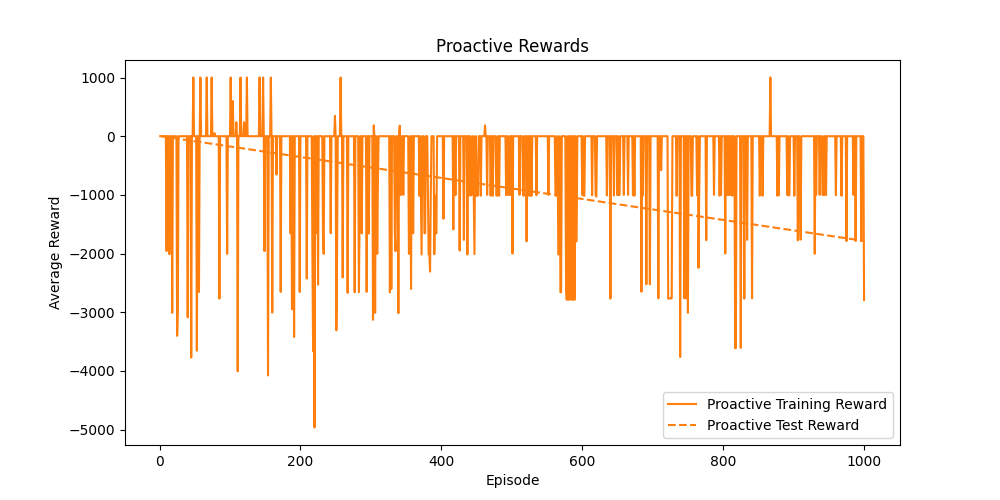 Proactive Rewards
Average Reward
1000
0
−1000
−2000
−3000
−4000
−5000
0 200 400 600 800 1000
Episode
Proactive Training Reward
Proactive Test Reward